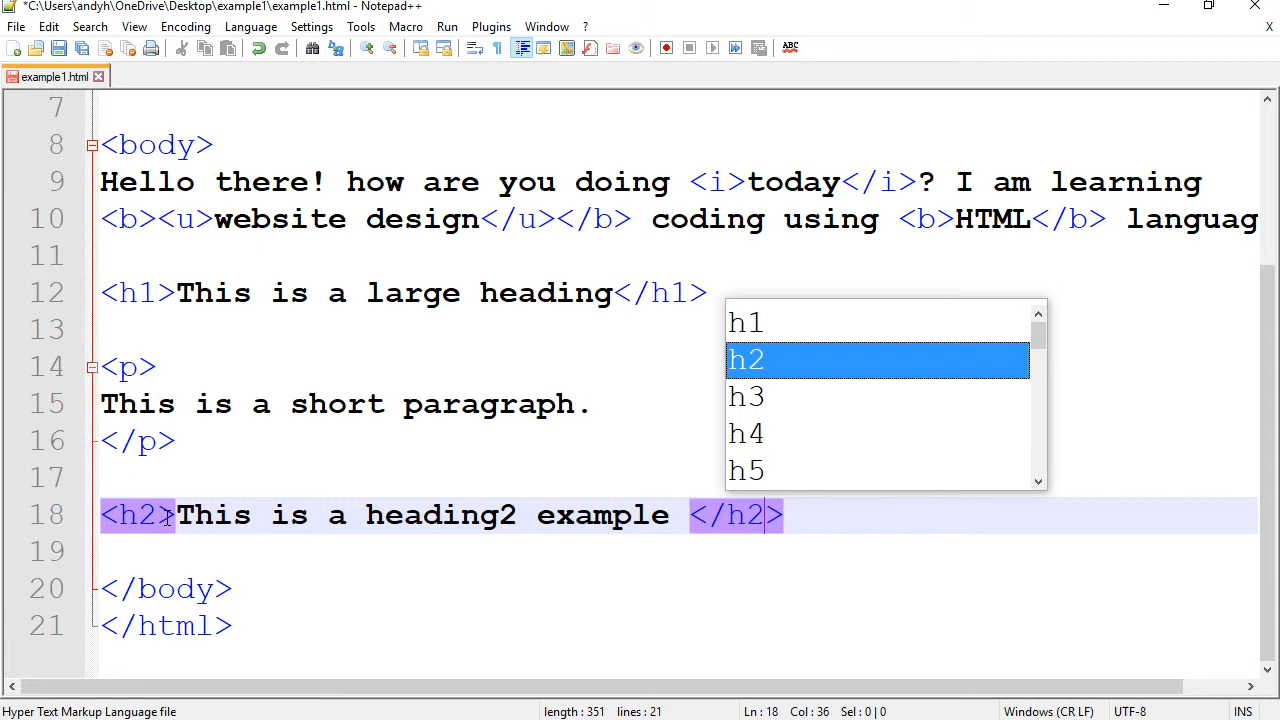 *C:\Users\andyh\OneDrive\Desktop\example1\example1.html - Notepad++
File Edit Search View Encoding Language Settings Tools Macro Run Plugins Window ? X
ABC
example1.html
7
8 <body>
9 Hello there! how are you doing <i>today</i>? I am learning
10 <b><u>website design</u></b> coding using <b>HTML</b> languag
11
12 <h1>This is a large heading</h1>
13
14 <p>
15 This is a short paragraph.
16 </p>
17
18 <h2>This is a heading2 example </h2>
19
20 </body>
21 </html>
h1
h2
h3
h4
h5
Hyper Text Markup Language file length : 351 lines : 21 Ln : 18 Col : 36 Sel : 0 | 0 Windows (CR LF) UTF-8 INS